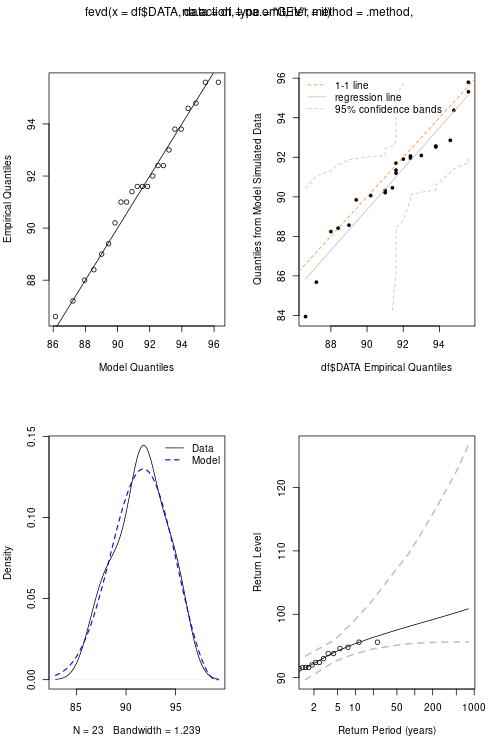 fevd(x = df$DATA, data = df, type = "GEV", method = .method,
Empirical Quantiles
88 90 92 94
86 88 90 92 94 96
Model Quantiles
Quantiles from Model Simulated Data
84 86 88 90 92 94 96
1-1 line
regression line
95% confidence bands
88 90 92 94
df$DATA Empirical Quantiles
Density
0.00 0.05 0.10 0.15
Data
Model
85 90 95
N = 23 Bandwidth = 1.239
Return Level
90 100 110 120
2 5 10 50 200 1000
Return Period (years)